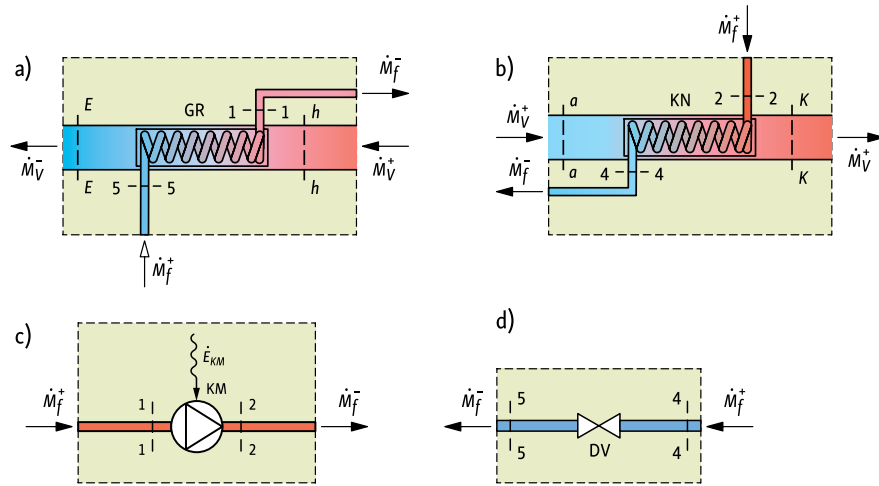 a)
E
GR
1 1
h
Ṁf⁻
Ṁv⁻
Ṁv⁺
E
5 5
h
Ṁf⁺
b)
Ṁf⁺
a
KN
2 2
K
Ṁv⁺
Ṁf⁻
4 4
a
K
Ṁv⁺
c)
ĖKM
KM
Ṁf⁺
1
2
Ṁf⁻
1
2
d)
Ṁf⁻
5
4
Ṁf⁺
5
DV
4